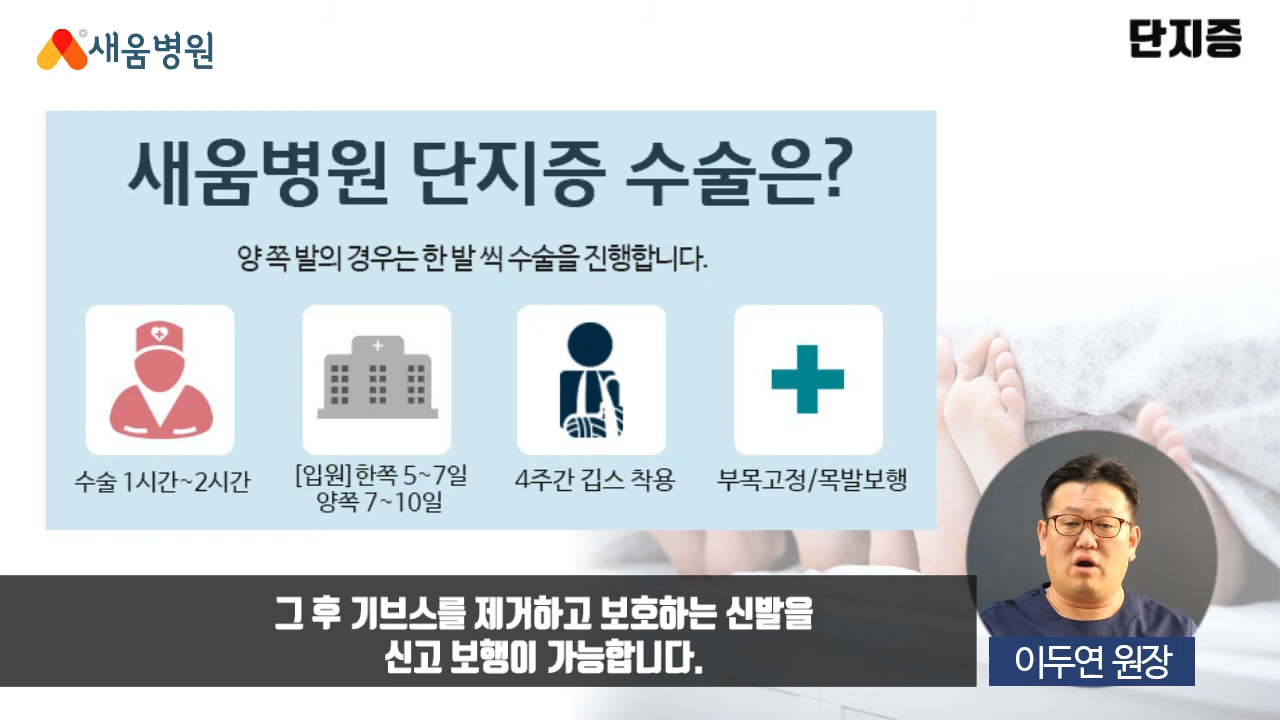 새움병원
단지증
새움병원 단지증 수술은?
양 쪽 발의 경우는 한 발 씩 수술을 진행합니다.
수술 1시간~2시간
[입원] 한쪽 5~7일
양쪽 7~10일
4주간 깁스 착용
부목고정/목발보행
그 후 기브스를 제거하고 보호하는 신발을
신고 보행이 가능합니다.
이두연 원장